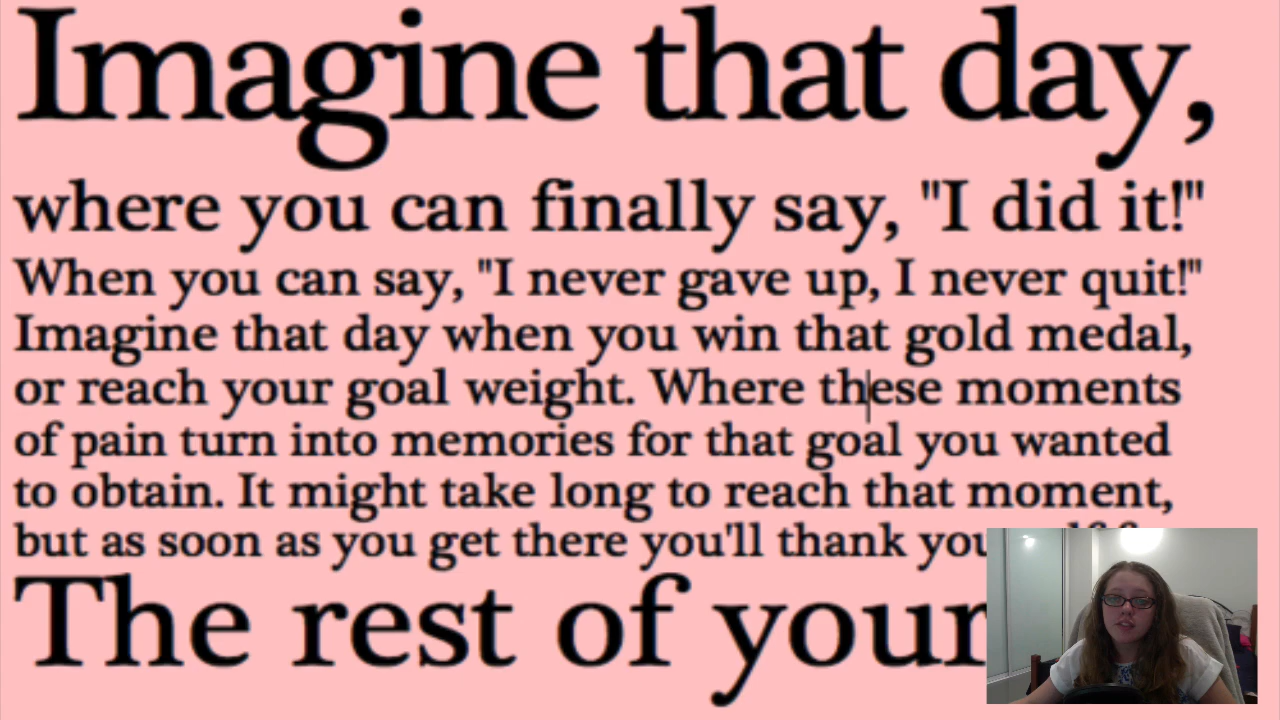 Imagine that day,
where you can finally say, "I did it!"
When you can say, "I never gave up, I never quit!"
Imagine that day when you win that gold medal,
or reach your goal weight. Where these moments
of pain turn into memories for that goal you wanted
to obtain. It might take long to reach that moment,
but as soon as you get there you'll thank
The rest of your